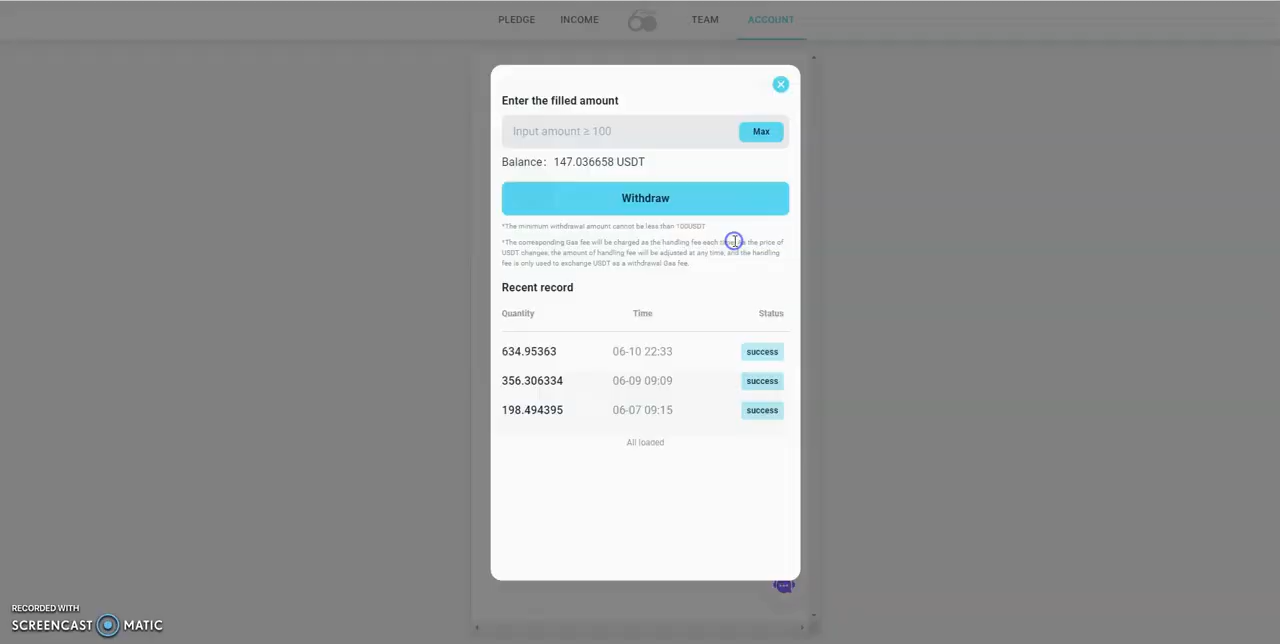 PLEDGE INCOME 60 TEAM ACCOUNT
Enter the filled amount
Input amount ≥ 100 Max
Balance: 147.036658 USDT
Withdraw
*The minimum withdrawal amount cannot be less than 100USDT
*The corresponding Gas fee will be charged as the handling fee each time. As the price of
USDT changes, the amount of handling fee will be adjusted at any time, and the handling
fee is only used to exchange USDT as a withdrawal Gas fee.
Recent record
Quantity Time Status
634.95363 06-10 22:33 success
356.306334 06-09 09:09 success
198.494395 06-07 09:15 success
All loaded
RECORDED WITH
SCREENCAST MATIC